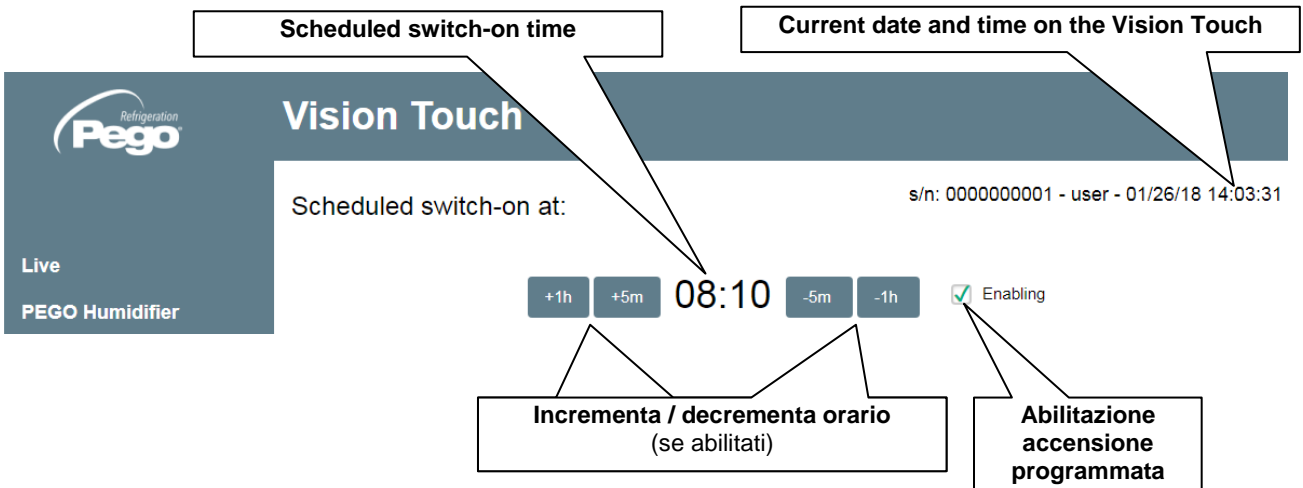 Scheduled switch-on time
Current date and time on the Vision Touch
Refrigeration
Pego
Vision Touch
s/n: 0000000001 - user - 01/26/18 14:03:31
Scheduled switch-on at:
Live
PEGO Humidifier
+1h +5m 08:10 -5m -1h Enabling
Incrementa / decrementa orario
(se abilitati)
Abilitazione
accensione
programmata